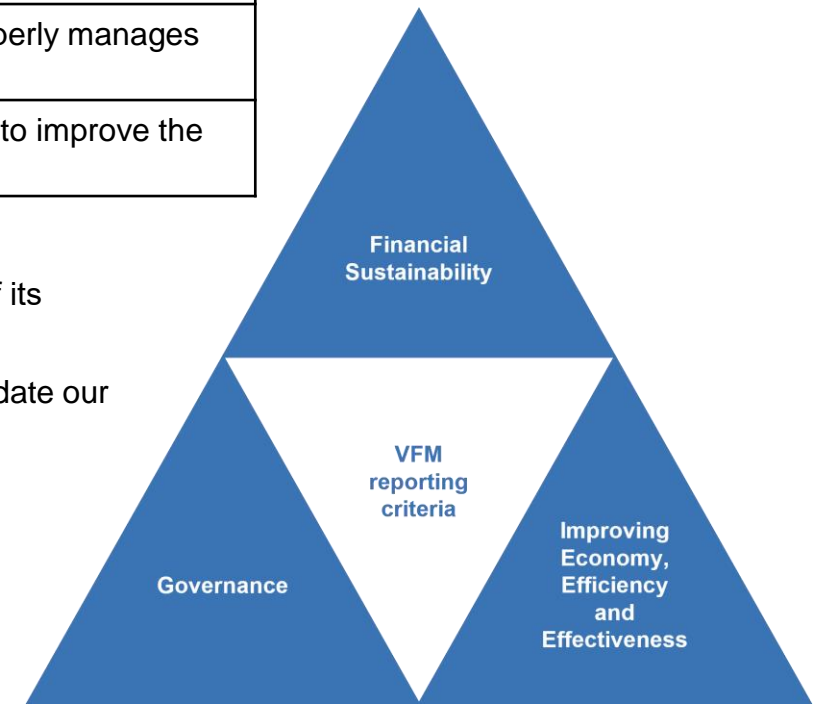 perly manages
to improve the
its
date our
Financial
Sustainability
VFM
reporting
criteria
Governance
Improving
Economy,
Efficiency
and
Effectiveness